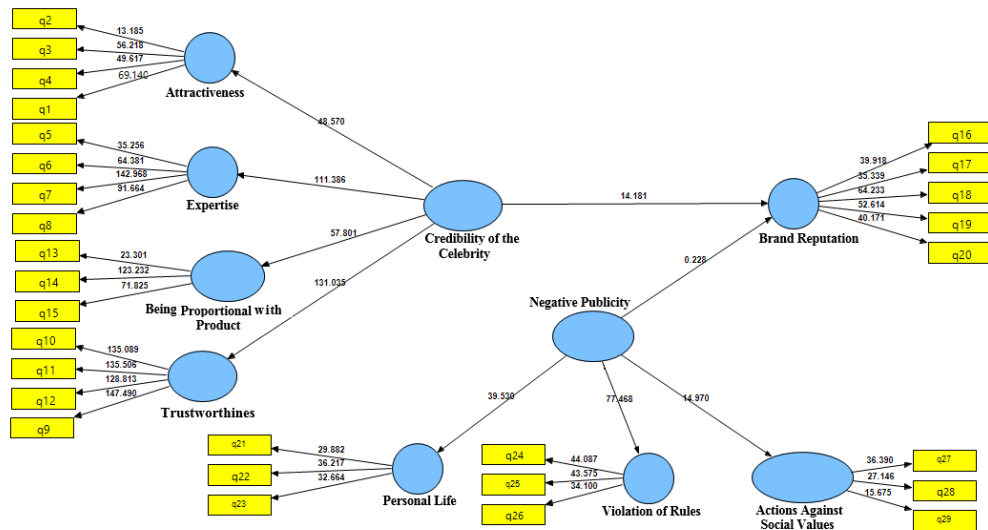 q2
q3
q4
q1
13.185
56.218
49.617
69.140
Attractiveness
q5
q6
q7
q8
35.256
64.381
142.968
91.664
Expertise
q13
q14
q15
23.301
123.232
71.825
Being Proportional with
Product
q10
q11
q12
q9
135.089
135.506
128.813
147.490
Trustworthines
48.570
111.386
57.801
131.035
Credibility of the
Celebrity
14.181
Brand Reputation
39.918
35.339
64.233
52.614
40.171
q16
q17
q18
q19
q20
0.228
Negative Publicity
39.530
77.468
14.970
q21
q22
q23
29.882
36.217
32.664
Personal Life
q24
q25
q26
44.087
43.575
34.100
Violation of Rules
Actions Against
Social Values
36.390
27.146
15.675
q27
q28
q29